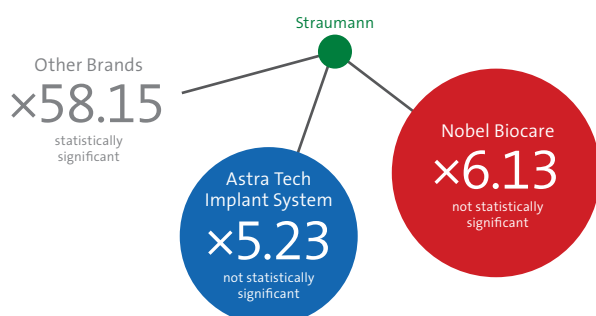 Straumann
Other Brands
×58.15
statistically
significant
Nobel Biocare
×6.13
not statistically
significant
Astra Tech
Implant System
×5.23
not statistically
significant